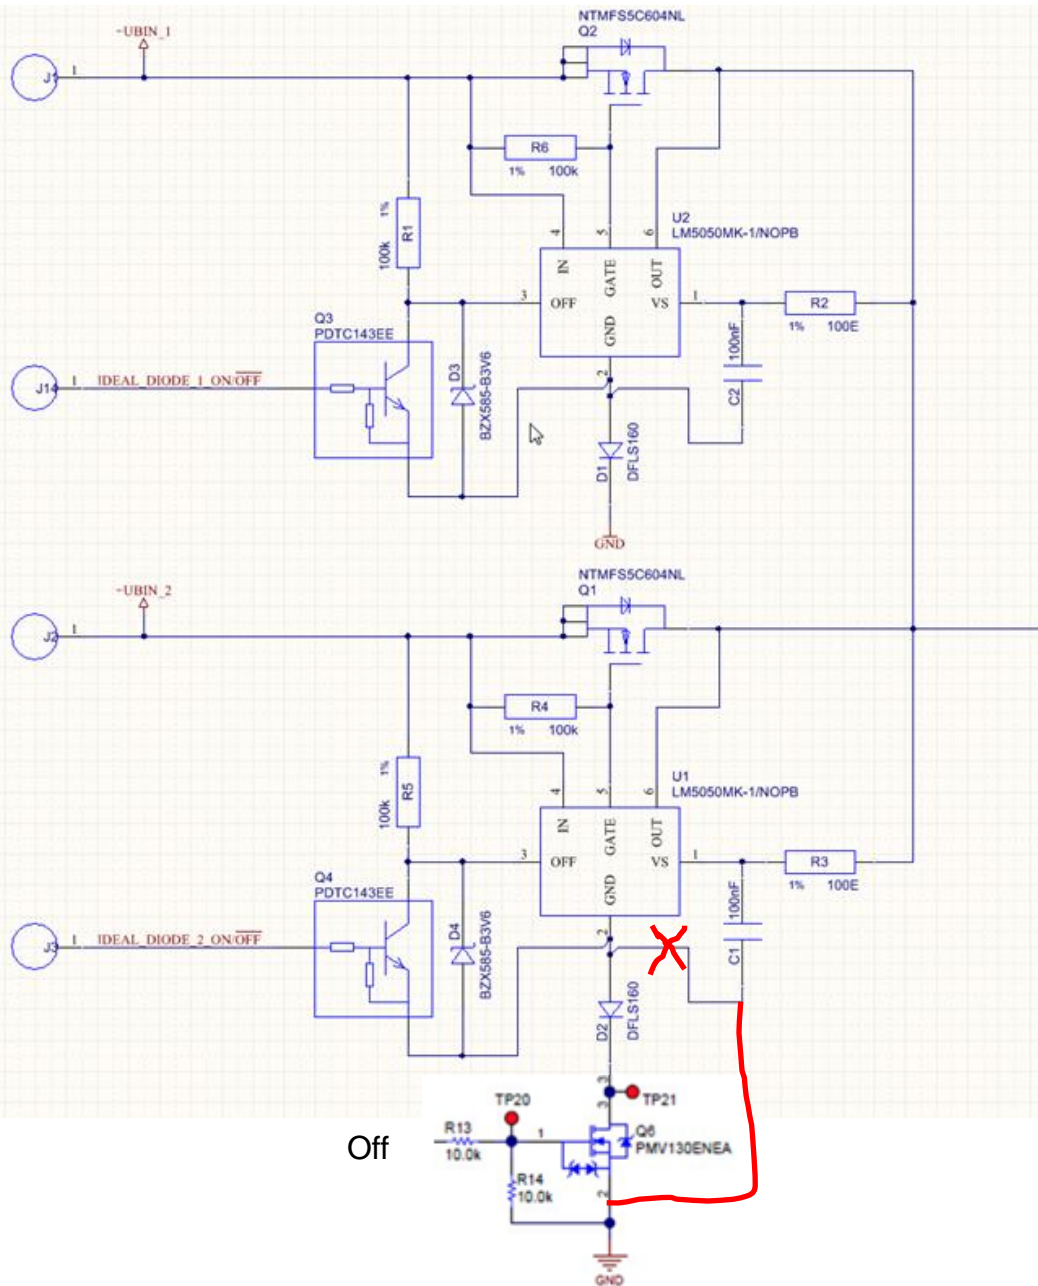 NTMFS5C604NL
Q2
~UBIN_1
J1
1
R6
1%
100k
1%
R1
100k
U2
LM5050MK-1/NOPB
4
5
6
IN
GATE
OUT
3
OFF
VS
1
GND
2
R2
1%
100E
100nF
C2
Q3
PDTC143EE
J14
1
IDEAL_DIODE_1_ON/OFF
D3
BZX585-B3V6
D1
DFLS160
GND
NTMFS5C604NL
Q1
~UBIN_2
J2
1
R4
1%
100k
1%
R5
100k
U1
LM5050MK-1/NOPB
4
5
6
IN
GATE
OUT
3
OFF
VS
1
GND
2
R3
1%
100E
100nF
C1
Q4
PDTC143EE
J3
1
IDEAL_DIODE_2_ON/OFF
D4
BZX585-B3V6
D2
DFLS160
3
TP20
TP21
3
Off
R13
10.0k
1
Q6
PMV130ENEA
R14
10.0k
2
GND